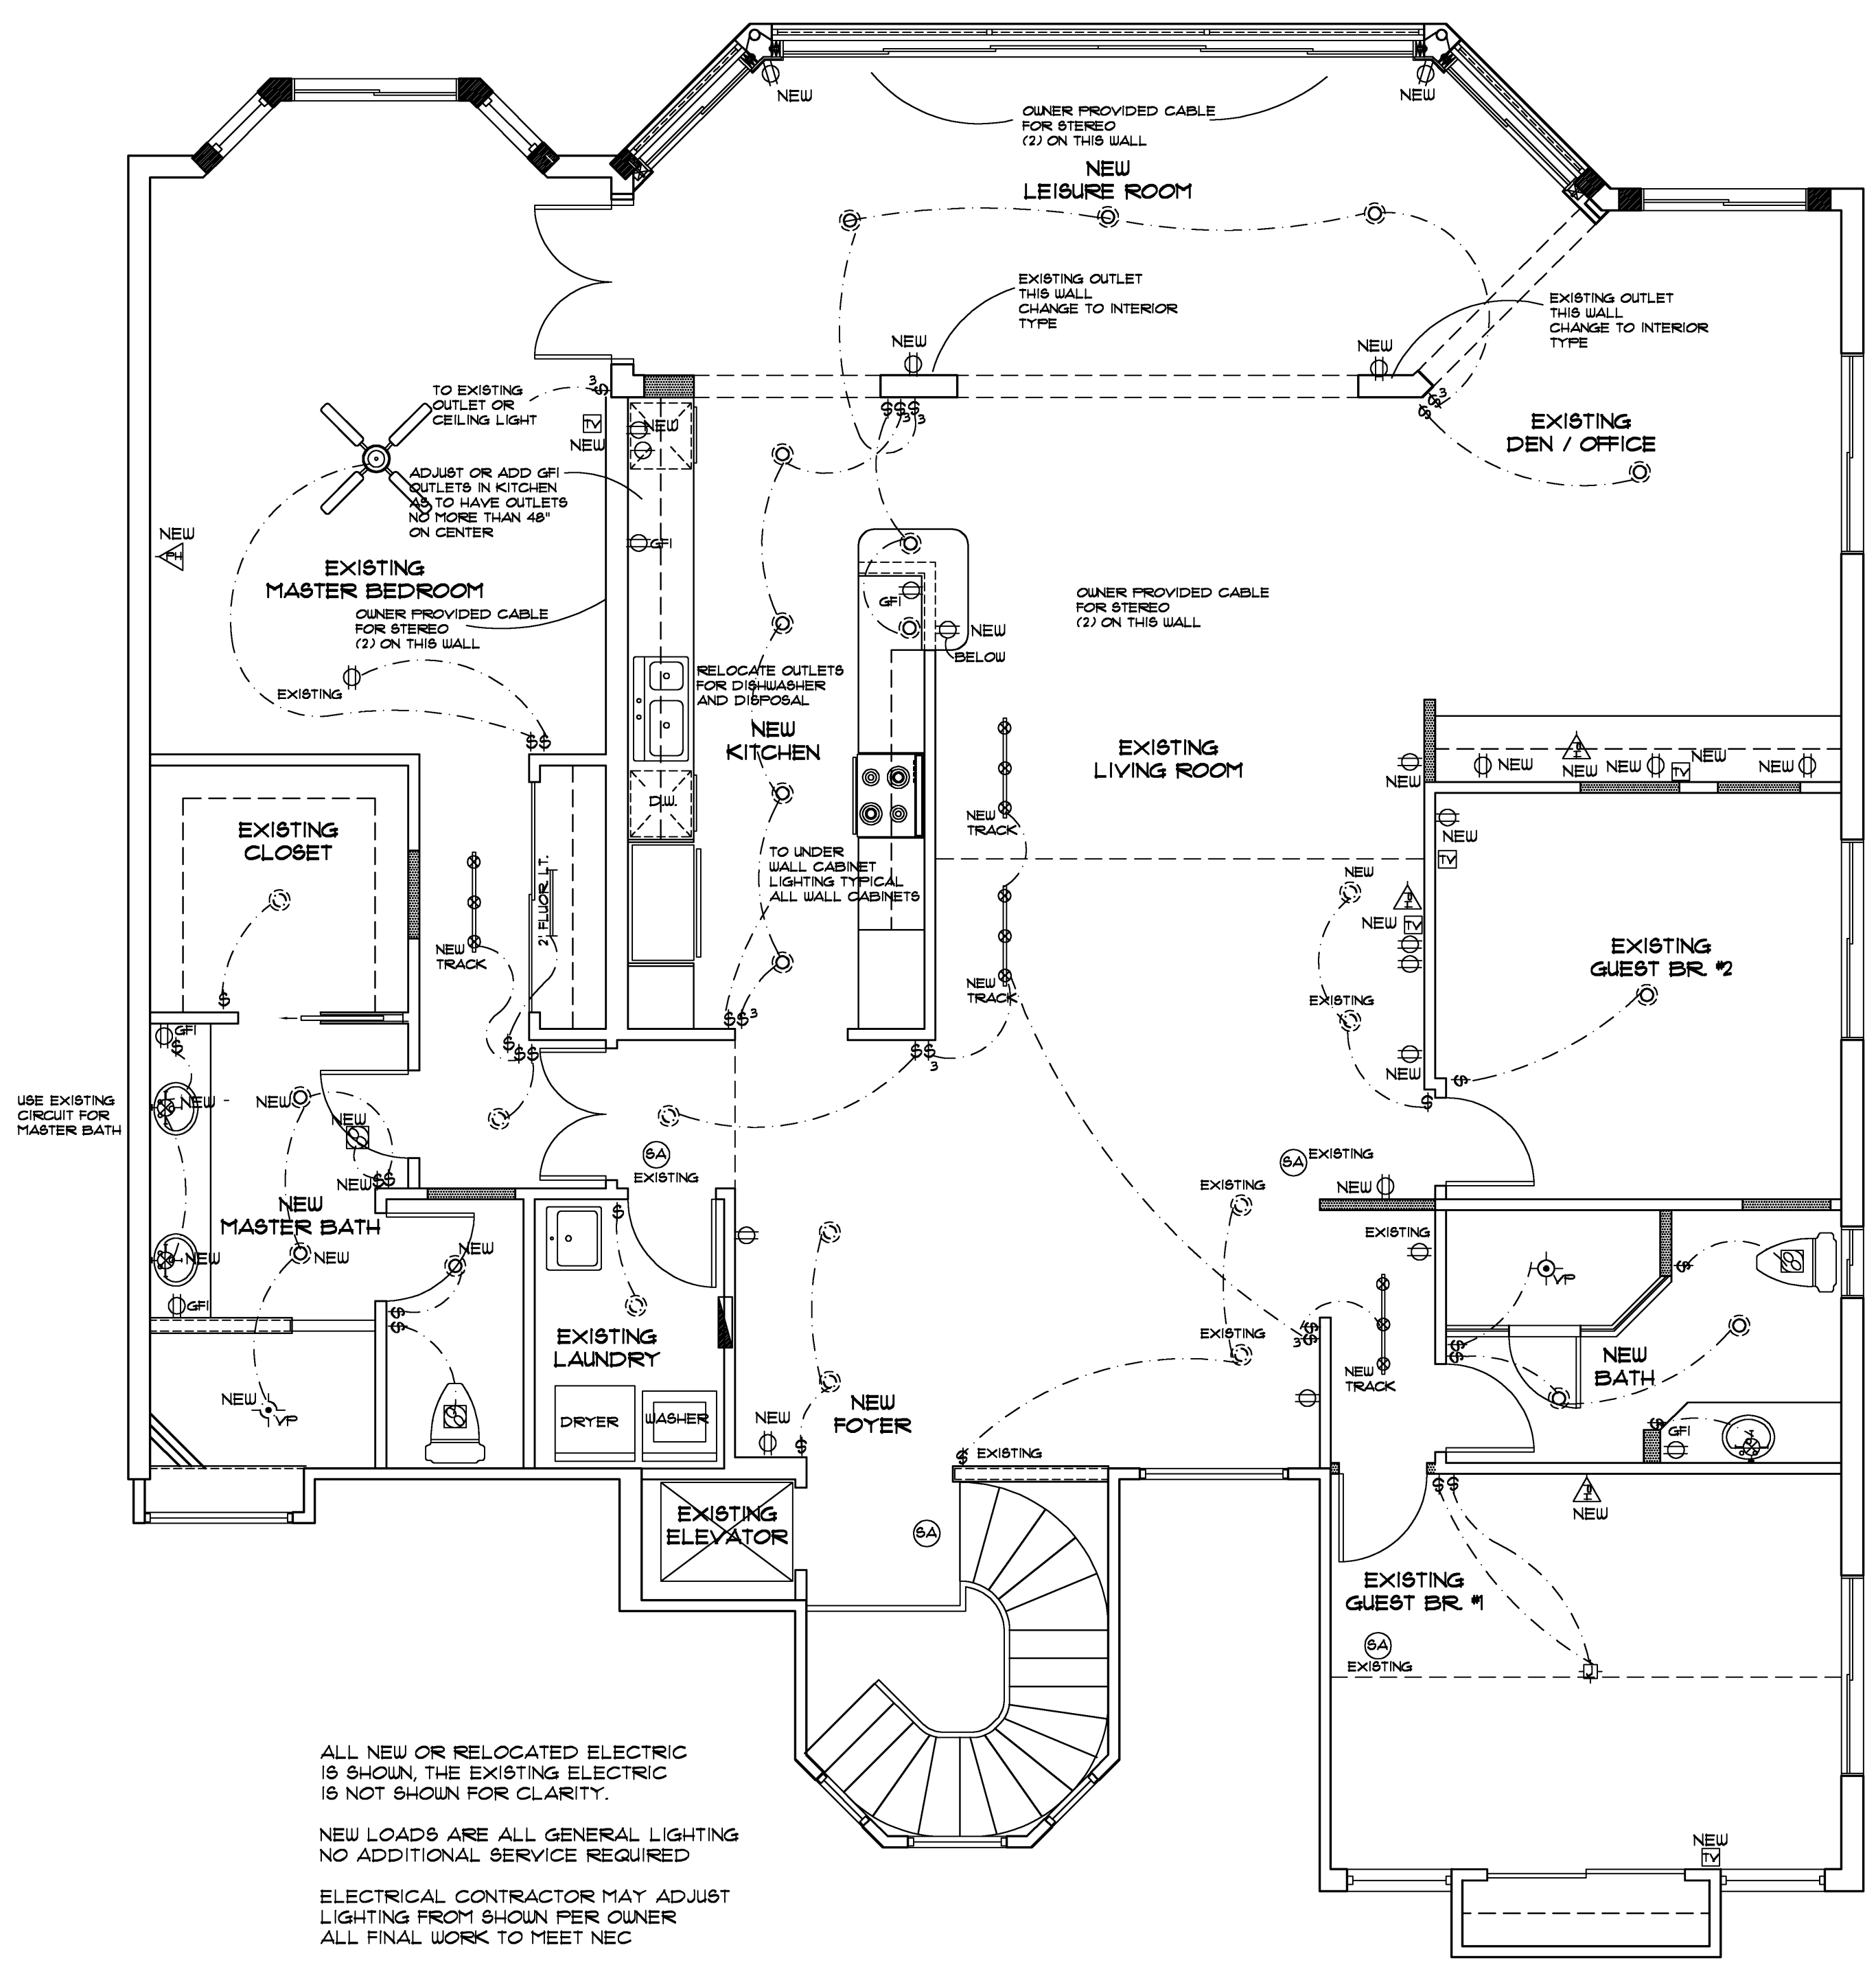 NEW
NEW
OWNER PROVIDED CABLE
FOR STEREO
(2) ON THIS WALL
NEW
LEISURE ROOM
EXISTING OUTLET
THIS WALL
CHANGE TO INTERIOR
TYPE
EXISTING OUTLET
THIS WALL
CHANGE TO INTERIOR
TYPE
NEW
NEW
3
TO EXISTING
OUTLET OR
CEILING LIGHT
TV
NEW
NEW
$ $ $
3 3
$ $ 3
EXISTING
DEN / OFFICE
ADJUST OR ADD GFI
OUTLETS IN KITCHEN
AS TO HAVE OUTLETS
NO MORE THAN 48"
ON CENTER
NEW
PH
GFI
EXISTING
MASTER BEDROOM
OWNER PROVIDED CABLE
FOR STEREO
(2) ON THIS WALL
GFI
NEW
BELOW
OWNER PROVIDED CABLE
FOR STEREO
(2) ON THIS WALL
EXISTING
$ $
RELOCATE OUTLETS
FOR DISHWASHER
AND DISPOSAL
NEW
KITCHEN
D.W.
EXISTING
LIVING ROOM
NEW
NEW
PH
NEW
NEW
TV
NEW
NEW
NEW
TRACK
NEW
TV
EXISTING
CLOSET
2' FLUOR LT.
NEW
TRACK
TO UNDER
WALL CABINET
LIGHTING TYPICAL
ALL WALL CABINETS
NEW
TRACK
NEW
PH
NEW
TV
EXISTING
NEW
EXISTING
GUEST BR. #2
$
$ $ 3
$ $
3
$ $ $
GFI
$
USE EXISTING
CIRCUIT FOR
MASTER BATH
NEW
NEW
NEW
NEW
$ $
NEW
MASTER BATH
NEW
NEW
NEW
GFI
NEW
VP
$
$
SA
EXISTING
SA
EXISTING
$
$
NEW
EXISTING
EXISTING
EXISTING
3
$
$
NEW
TRACK
$
EXISTING
LAUNDRY
DRYER
WASHER
NEW
$
NEW
FOYER
$
EXISTING
VP
$
$
$
NEW
BATH
$
GFI
$ $
PH
NEW
EXISTING
ELEVATOR
SA
EXISTING
GUEST BR. #1
SA
EXISTING
J
NEW
TV
ALL NEW OR RELOCATED ELECTRIC
IS SHOWN, THE EXISTING ELECTRIC
IS NOT SHOWN FOR CLARITY.
NEW LOADS ARE ALL GENERAL LIGHTING
NO ADDITIONAL SERVICE REQUIRED
ELECTRICAL CONTRACTOR MAY ADJUST
LIGHTING FROM SHOWN PER OWNER
ALL FINAL WORK TO MEET NEC